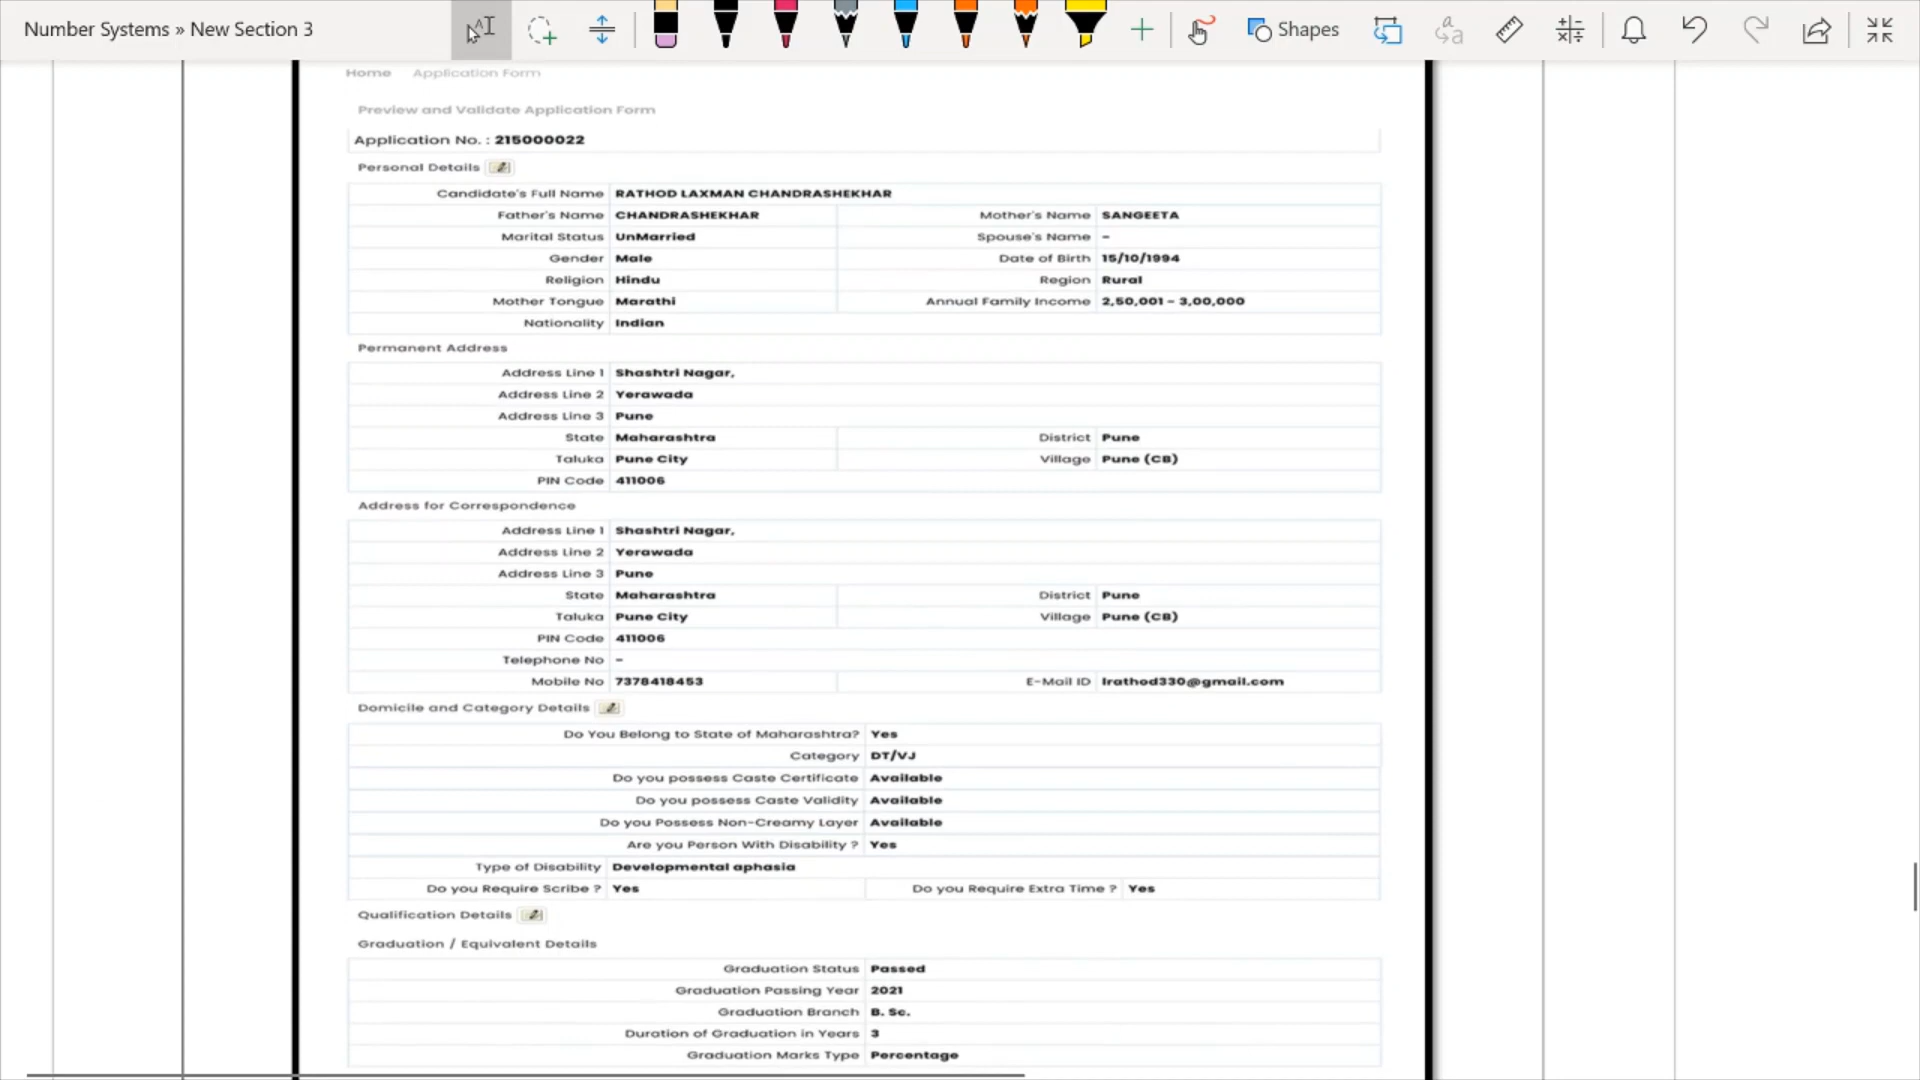 Number Systems » New Section 3
Shapes
Home Application Form
Preview and Validate Application Form
Application No. : 215000022
Personal Details
Candidate's Full Name RATHOD LAXMAN CHANDRASHEKHAR
Father's Name CHANDRASHEKHAR Mother's Name SANGEETA
Marital Status UnMarried Spouse's Name -
Gender Male Date of Birth 15/10/1994
Religion Hindu Region Rural
Mother Tongue Marathi Annual Family Income 2,50,001 - 3,00,000
Nationality Indian
Permanent Address
Address Line 1 Shashtri Nagar,
Address Line 2 Yerawada
Address Line 3 Pune
State Maharashtra District Pune
Taluka Pune City Village Pune (CB)
PIN Code 411006
Address for Correspondence
Address Line 1 Shashtri Nagar,
Address Line 2 Yerawada
Address Line 3 Pune
State Maharashtra District Pune
Taluka Pune City Village Pune (CB)
PIN Code 411006
Telephone No -
Mobile No 7378418453 E-Mail ID lrathod330@gmail.com
Domicile and Category Details
Do You Belong to State of Maharashtra? Yes
Category DT/VJ
Do you possess Caste Certificate Available
Do you possess Caste Validity Available
Do you Possess Non-Creamy Layer Available
Are you Person With Disability ? Yes
Type of Disability Developmental aphasia
Do you Require Scribe ? Yes Do you Require Extra Time ? Yes
Qualification Details
Graduation / Equivalent Details
Graduation Status Passed
Graduation Passing Year 2021
Graduation Branch B. Sc.
Duration of Graduation in Years 3
Graduation Marks Type Percentage